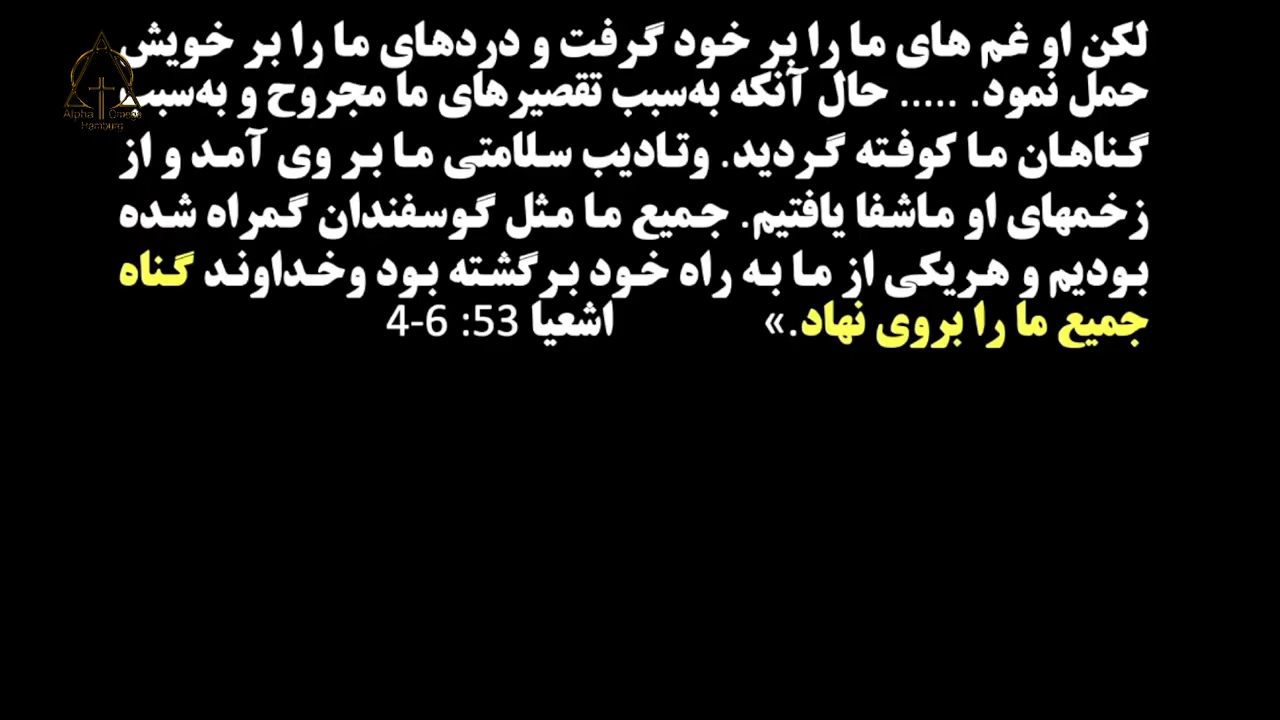 لکن او غم های ما را بر خود گرفت و دردهای ما را بر خویش
حمل نمود. ..... حال آنکه به‌سبب تقصیرهای ما مجروح و به‌سبب
گناهان ما کوفته گردید. وتادیب سلامتی ما بر وی آمد و از
زخمهای او ماشفا یافتیم. جمیع ما مثل گوسفندان گمراه شده
بودیم و هریکی از ما به راه خود برگشته بود وخداوند گناه
جمیع ما را بروی نهاد.» اشعیا 53: 6-4
Alpha Omega
Hamburg